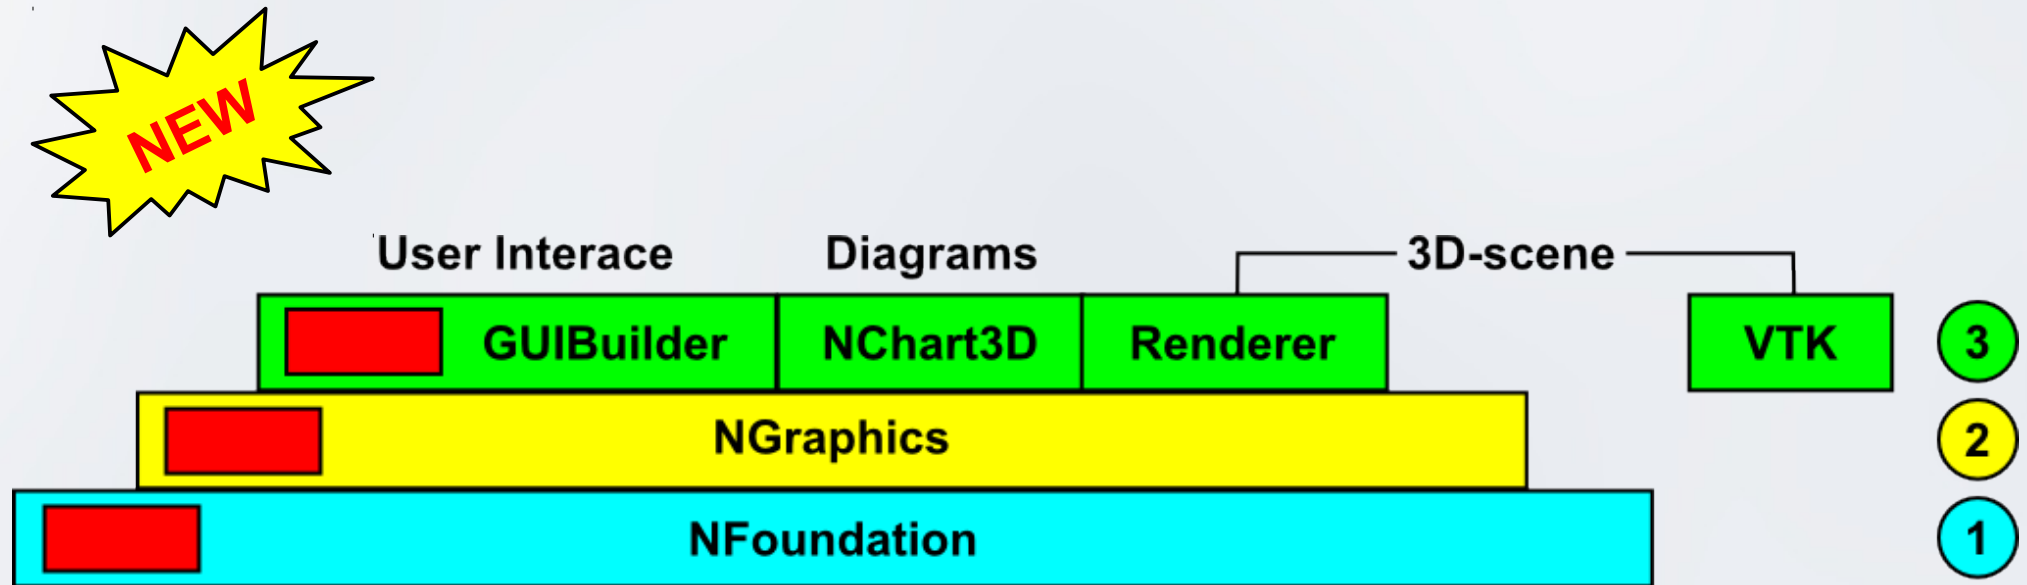 NEW
User Interace
Diagrams
3D-scene
GUIBuilder
NChart3D
Renderer
VTK
3
NGraphics
2
NFoundation
1